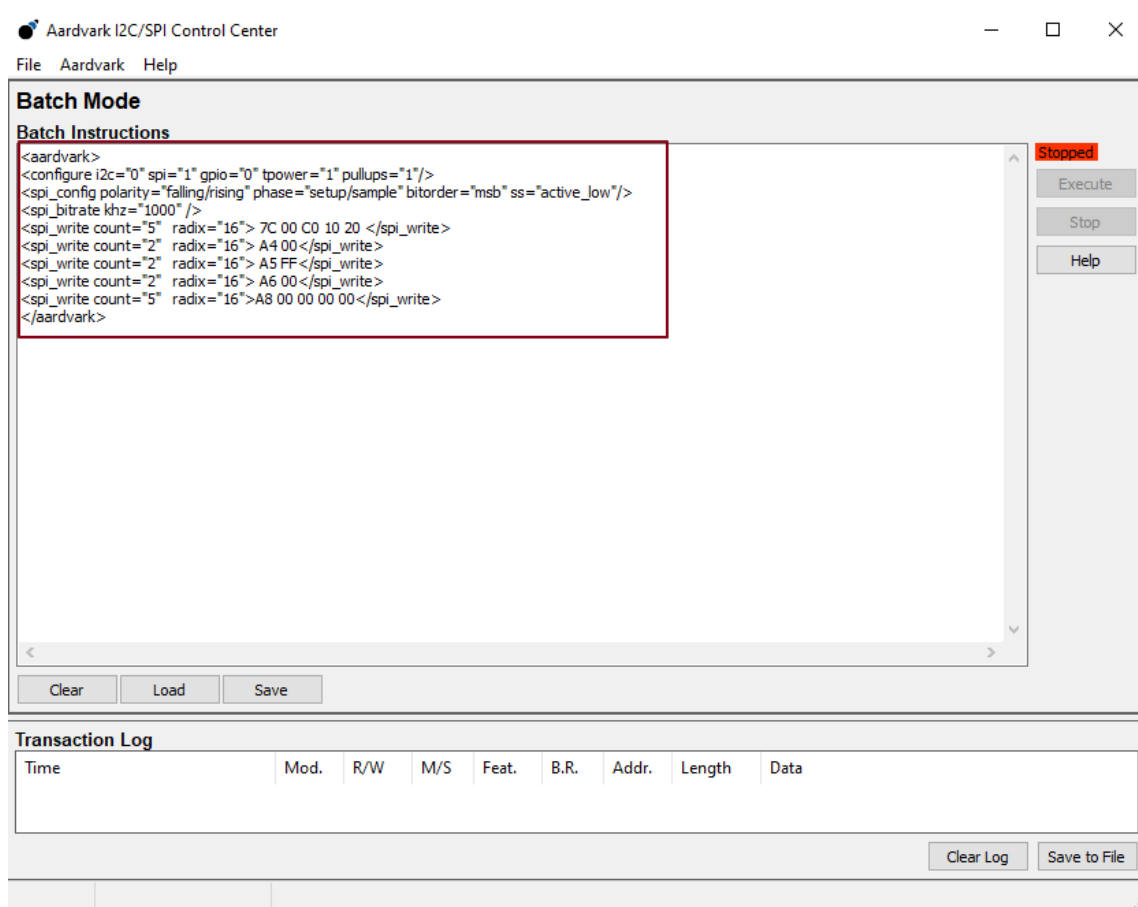 Aardvark I2C/SPI Control Center
File Aardvark Help
Batch Mode
Batch Instructions
<aardvark>
<configure i2c="0" spi="1" gpio="0" tpower="1" pullups="1"/>
<spi_config polarity="falling/rising" phase="setup/sample" bitorder="msb" ss="active_low"/>
<spi_bitrate khz="1000" />
<spi_write count="5"  radix="16"> 7C 00 C0 10 20 </spi_write>
<spi_write count="2"  radix="16"> A4 00</spi_write>
<spi_write count="2"  radix="16"> A5 FF</spi_write>
<spi_write count="2"  radix="16"> A6 00</spi_write>
<spi_write count="5"  radix="16">A8 00 00 00 00</spi_write>
</aardvark>
Stopped
Execute
Stop
Help
Clear Load Save
Transaction Log
Time Mod. R/W M/S Feat. B.R. Addr. Length Data
Clear Log Save to File